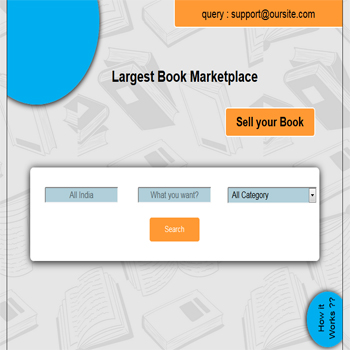 query : support@oursite.com
Largest Book Marketplace
Sell your Book
All India
What you want?
All Category
Search
How it
Works ??